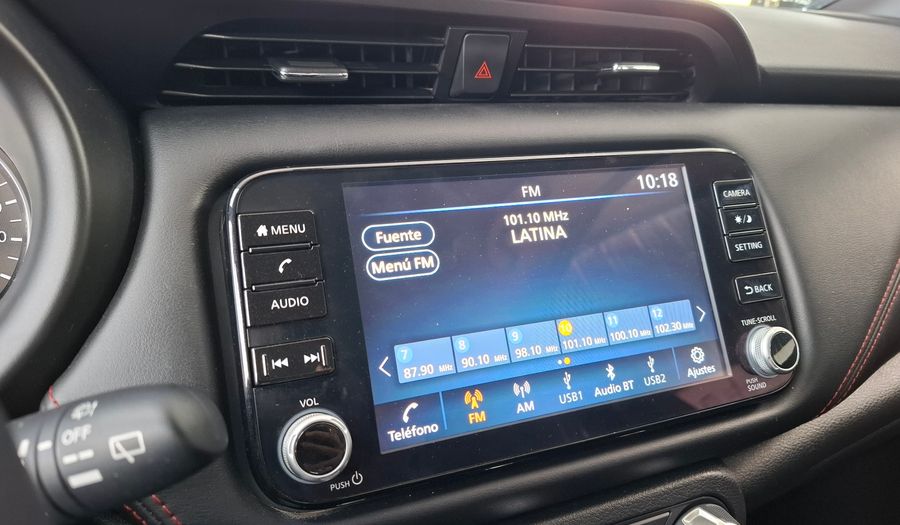 FM
10:18
Fuente
Menú FM
101.10 MHz
LATINA
7
87.90 MHz
8
90.10 MHz
9
98.10 MHz
10
101.10 MHz
11
100.10 MHz
12
102.30 MHz
Teléfono
FM
AM
USB1
Audio BT
USB2
Ajustes
MENU
AUDIO
VOL
PUSH
CAMERA
SETTING
BACK
TUNE-SCROLL
PUSH
SOUND
OFF